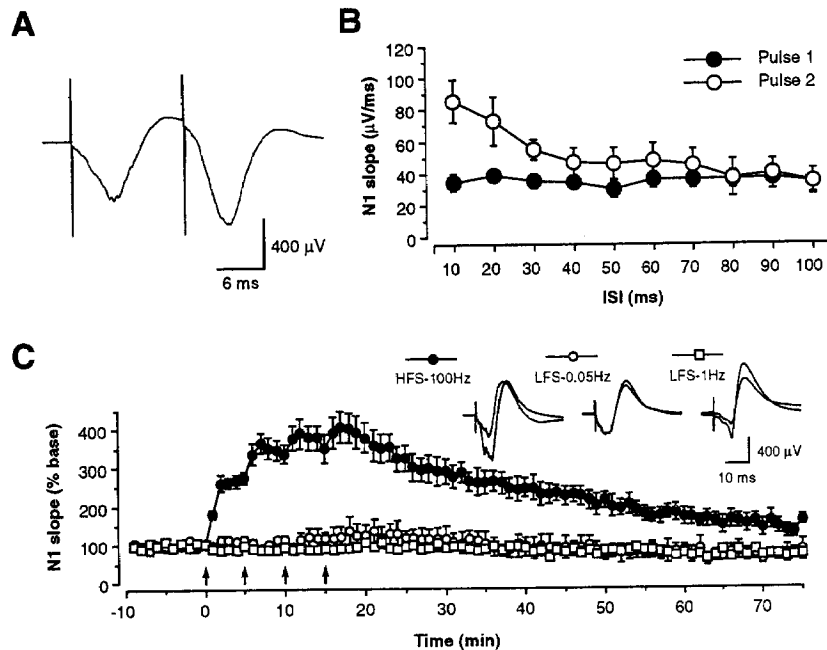 A
400 µV
6 ms
B
N1 slope (µV/ms)
120
100
80
60
40
20
0
Pulse 1
Pulse 2
10 20 30 40 50 60 70 80 90 100
ISI (ms)
C
HFS-100Hz
LFS-0.05Hz
LFS-1Hz
400 µV
10 ms
N1 slope (% base)
400
300
200
100
0
-10 0 10 20 30 40 50 60 70
Time (min)